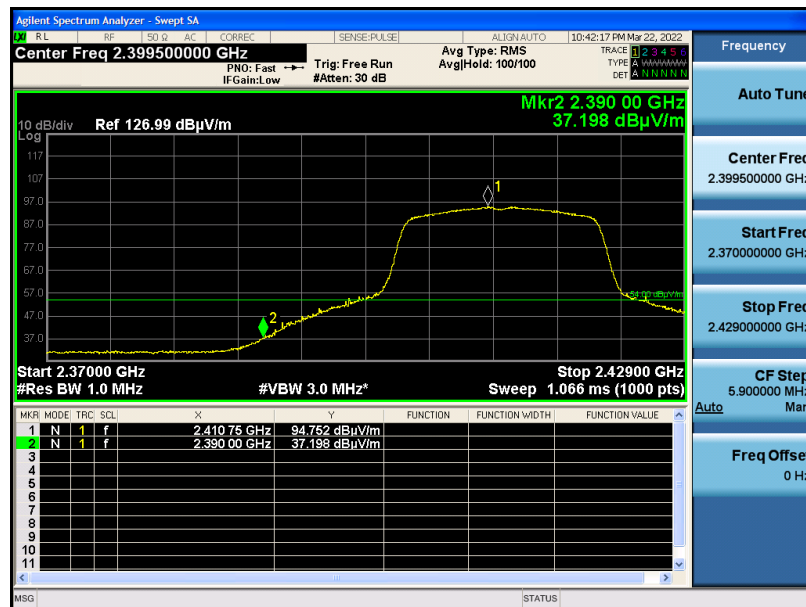 Agilent Spectrum Analyzer - Swept SA
LXI RL RF 50 Ω AC CORREC SENSE:PULSE ALIGN AUTO 10:42:17 PM Mar 22, 2022
Center Freq 2.399500000 GHz
PNO: Fast
IFGain:Low
Trig: Free Run
#Atten: 30 dB
Avg Type: RMS
Avg|Hold: 100/100
TRACE 1 2 3 4 5 6
TYPE A WWWWW
DET A N N N N N
Mkr2 2.390 00 GHz
37.198 dBµV/m
10 dB/div Ref 126.99 dBµV/m
Log
117
107
97.0
87.0
77.0
67.0
57.0
47.0
37.0
1
2
54.00 dBµV/m
Start 2.37000 GHz Stop 2.42900 GHz
#Res BW 1.0 MHz #VBW 3.0 MHz* Sweep 1.066 ms (1000 pts)
MKR MODE TRC SCL X Y FUNCTION FUNCTION WIDTH FUNCTION VALUE
1 N 1 f 2.410 75 GHz 94.752 dBµV/m
2 N 1 f 2.390 00 GHz 37.198 dBµV/m
3
4
5
6
7
8
9
10
11
MSG STATUS
Frequency
Auto Tune
Center Freq
2.399500000 GHz
Start Freq
2.370000000 GHz
Stop Freq
2.429000000 GHz
CF Step
5.900000 MHz
Auto Man
Freq Offset
0 Hz